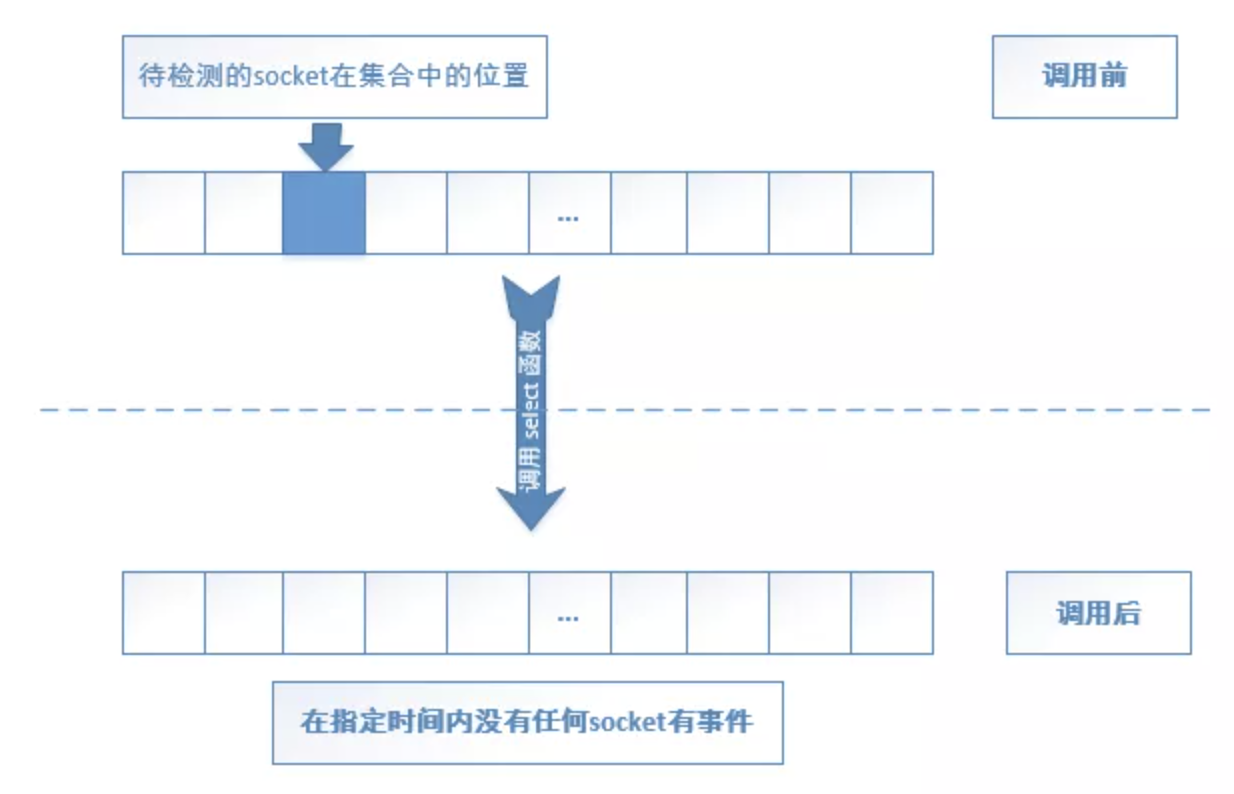 待检测的socket在集合中的位置
调用前
...
调用 select 函数
...
调用后
在指定时间内没有任何socket有事件